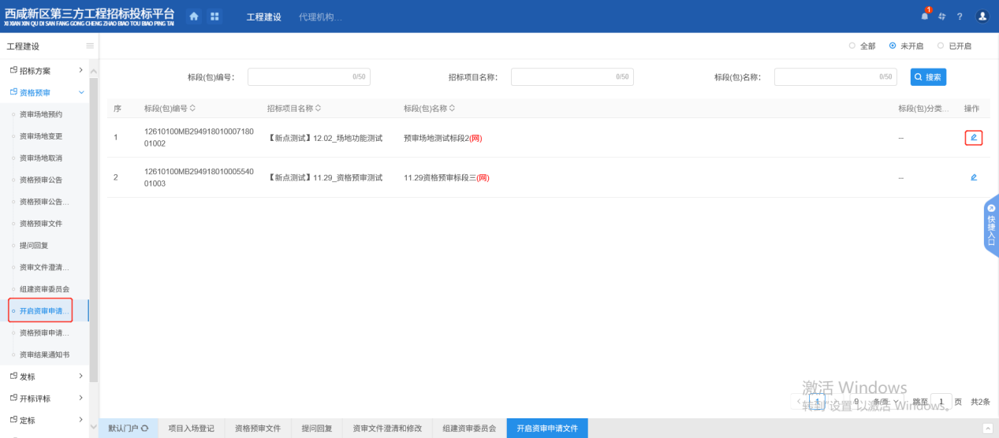 西咸新区第三方工程招标投标平台
XI XIAN XIN QU DI SAN FANG GONG CHENG ZHAO BIAO TOU BIAO PING TAI
工程建设
代理机构...
1
?
工程建设
全部
未开启
已开启
招标方案
资格预审
资审场地预约
资审场地变更
资审场地取消
资格预审公告
资格预审公告...
资格预审文件
提问回复
资审文件澄清...
组建资审委员会
开启资审申请...
资格预审申请...
资审结果通知书
发标
开标评标
定标
标段(包)编号:
0/50
招标项目名称:
0/50
标段(包)名称:
0/50
搜索
序
标段(包)编号
招标项目名称
标段(包)名称
标段(包)分类...
操作
1
12610100MB294918010007180
01002
【新点测试】12.02_场地功能测试
预审场地测试标段2(网)
--
2
12610100MB294918010005540
01003
【新点测试】11.29_资格预审测试
11.29资格预审标段三(网)
--
快捷入口
激活 Windows
转到"设置"以激活 Windows。
1
条/页
跳至
1
页
共2条
默认门户
项目入场登记
资格预审文件
提问回复
资审文件澄清和修改
组建资审委员会
开启资审申请文件